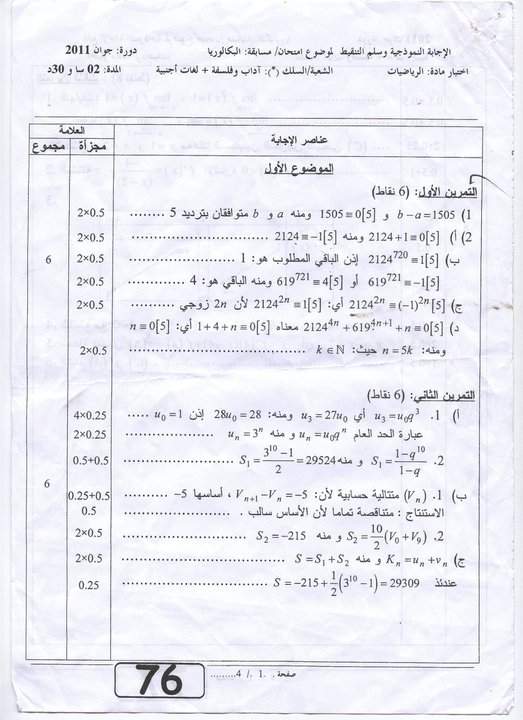 الإجابة النموذجية وسلم التنقيط لموضوع امتحان/ مسابقة: البكالوريا دورة: جوان 2011
اختبار مادة: الرياضيات الشعبة/السلك (*): آداب وفلسفة + لغات أجنبية المدة: 02 سا و 30د
عناصر الإجابة العلامة
مجزأة مجموع
الموضوع الأول
التمرين الأول: (6 نقاط)
1) b−a=1505 و 1505≡0[5] ومنه a و b متوافقان بترديد 5 ......... 2×0.5
2) أ) 2124+1≡0[5] ومنه 2124≡−1[5] ......... 2×0.5
ب) 2124^720≡1[5] إذن الباقي المطلوب هو: 1 ......... 2×0.5 6
619^721≡−1[5] أو 619^721≡4[5] ومنه الباقي هو: 4 ......... 2×0.5
ج) 2124^2n≡(−1)^2n[5] أي: 2124^2n≡1[5] لأن 2n زوجي ......... 2×0.5
د) 2124^4n+619^4n+1+n≡0[5] معناه 1+4+n≡0[5] أي: n≡0[5]
ومنه: n=5k حيث: k∈ℕ ......... 2×0.5
التمرين الثاني: (6 نقاط)
أ) 1. u₃=u₀q³ أي u₃=27u₀ ومنه: 28u₀=28 إذن u₀=1 ..... 4×0.25
عبارة الحد العام uₙ=u₀qⁿ و منه uₙ=3ⁿ ......... 2×0.25
2. S₁=(1−q^10)/(1−q) و منه S₁=(3^10−1)/2=29524 ......... 0.5+0.5
6
ب) 1. (Vₙ) متتالية حسابية لأن: Vₙ₊₁−Vₙ=−5 ، أساسها 5− ......... 0.25+0.5
الاستنتاج : متناقصة تماما لأن الأساس سالب. ......... 0.5
2. S₂=10/2(V₀+V₉) و منه S₂=−215 ......... 2×0.5
ج) Kₙ=uₙ+vₙ و منه S=S₁+S₂ ......... 2×0.5
عندئذ S=−215+1/2(3^10−1)=29309 ......... 0.25
صفحة . 1 . / 4.........
76